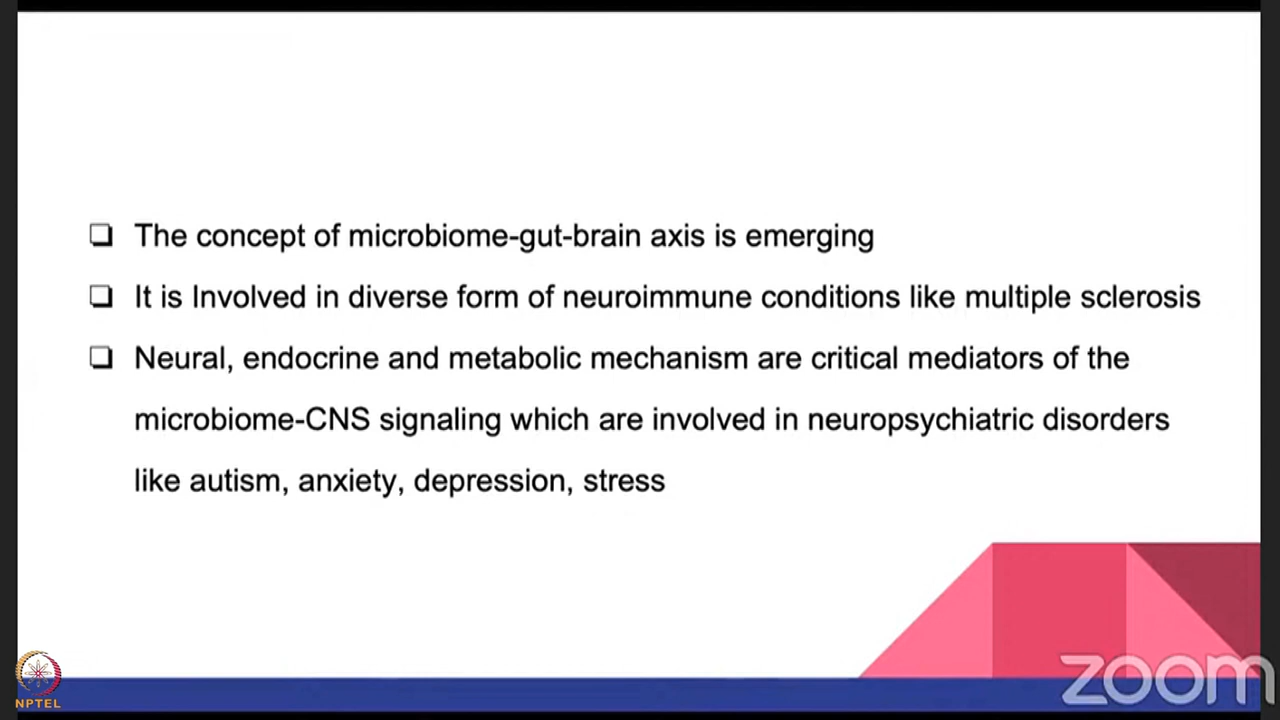 The concept of microbiome-gut-brain axis is emerging
It is Involved in diverse form of neuroimmune conditions like multiple sclerosis
Neural, endocrine and metabolic mechanism are critical mediators of the
microbiome-CNS signaling which are involved in neuropsychiatric disorders
like autism, anxiety, depression, stress
NPTEL
zoom